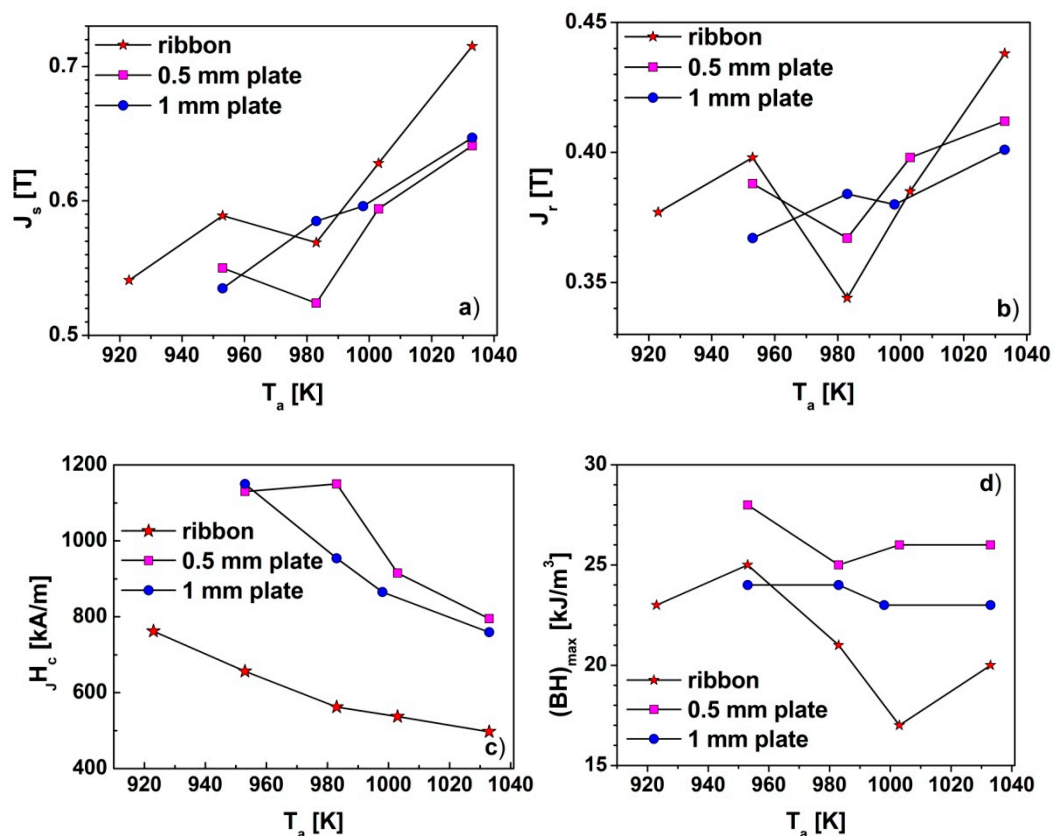 ribbon
0.5 mm plate
1 mm plate
0.7
0.6
0.5
J_s [T]
a)
920 940 960 980 1000 1020 1040
T_a [K]
0.45
0.40
0.35
J_r [T]
ribbon
0.5 mm plate
1 mm plate
b)
920 940 960 980 1000 1020 1040
T_a [K]
1200
1000
800
600
400
_JH_c [kA/m]
ribbon
0.5 mm plate
1 mm plate
c)
920 940 960 980 1000 1020 1040
T_a [K]
30
25
20
15
(BH)_max [kJ/m³]
d)
ribbon
0.5 mm plate
1 mm plate
920 940 960 980 1000 1020 1040
T_a [K]